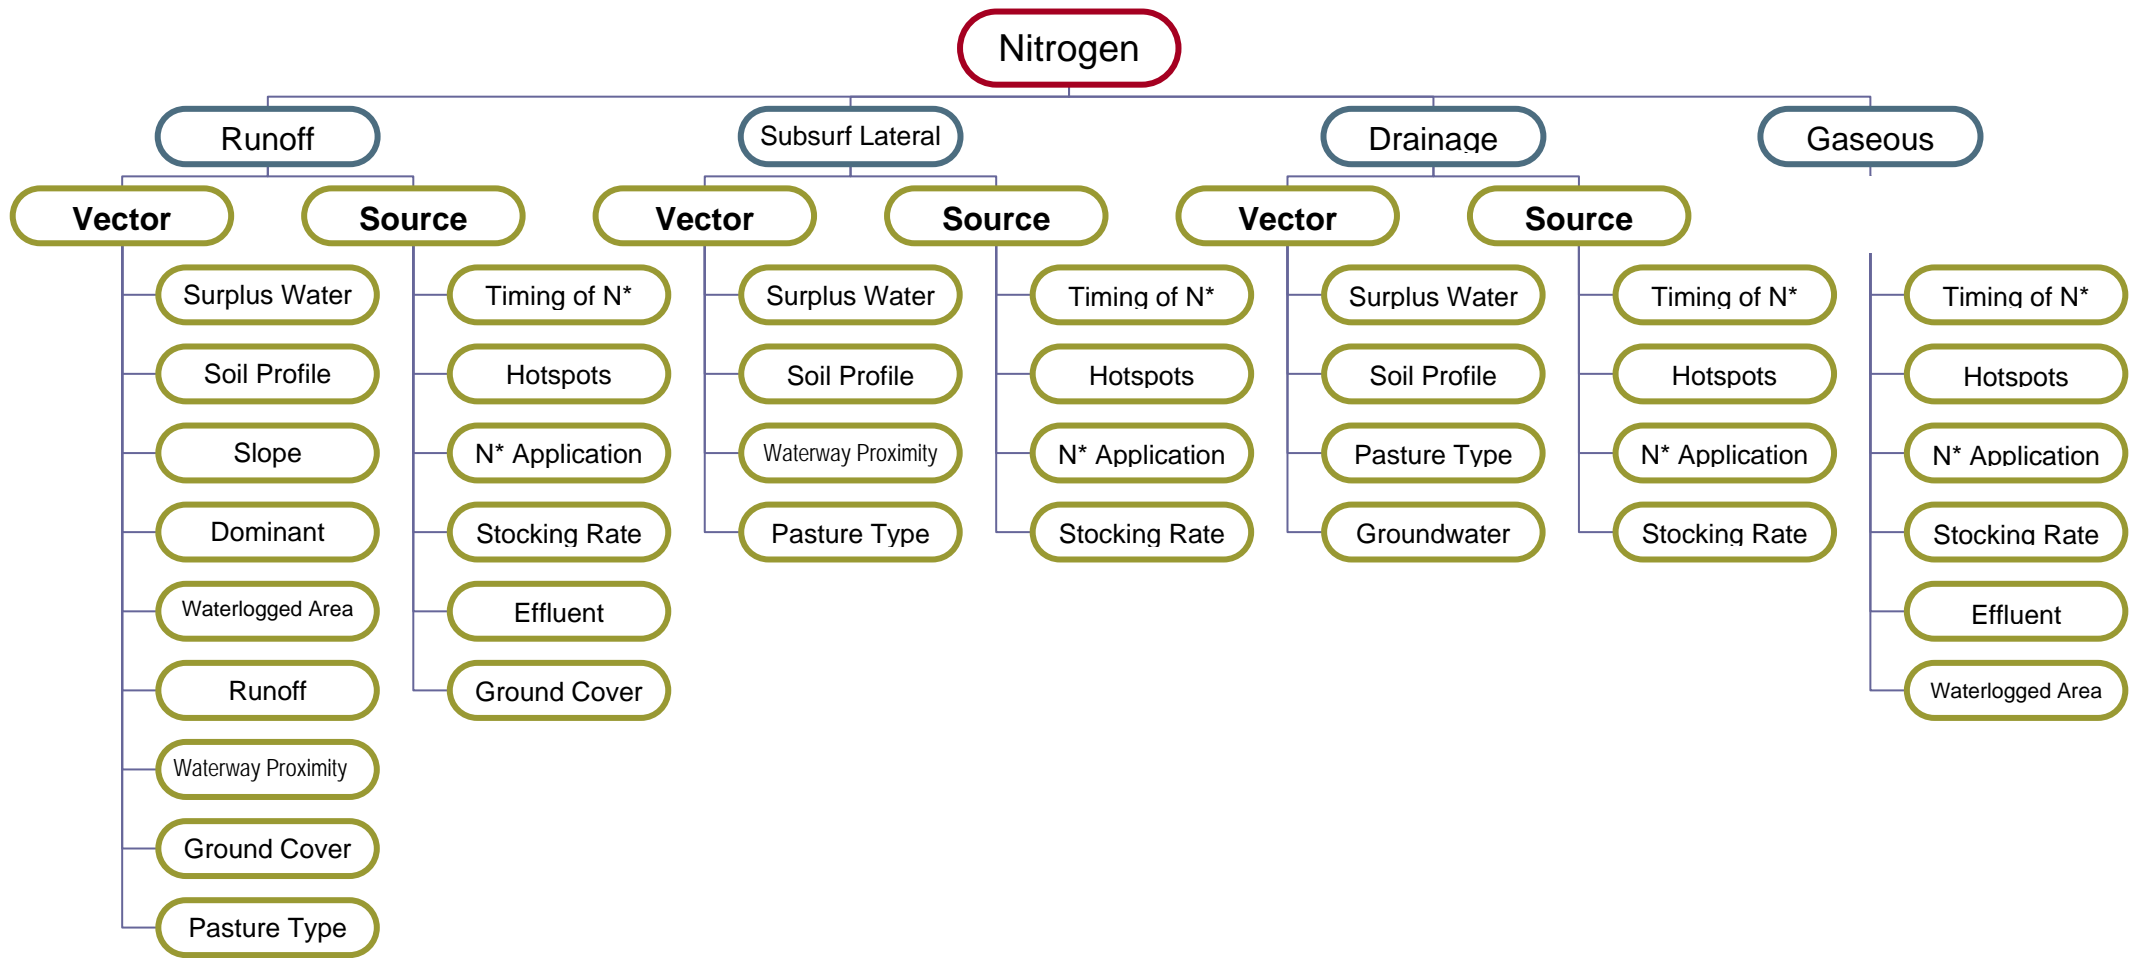 Nitrogen
Runoff
Subsurf Lateral
Drainage
Gaseous
Vector
Source
Vector
Source
Vector
Source
Surplus Water
Timing of N*
Surplus Water
Timing of N*
Surplus Water
Timing of N*
Timing of N*
Soil Profile
Hotspots
Soil Profile
Hotspots
Soil Profile
Hotspots
Hotspots
Slope
N* Application
Waterway Proximity
N* Application
Pasture Type
N* Application
N* Application
Dominant
Stocking Rate
Pasture Type
Stocking Rate
Groundwater
Stocking Rate
Stocking Rate
Waterlogged Area
Effluent
Effluent
Runoff
Ground Cover
Waterlogged Area
Waterway Proximity
Ground Cover
Pasture Type